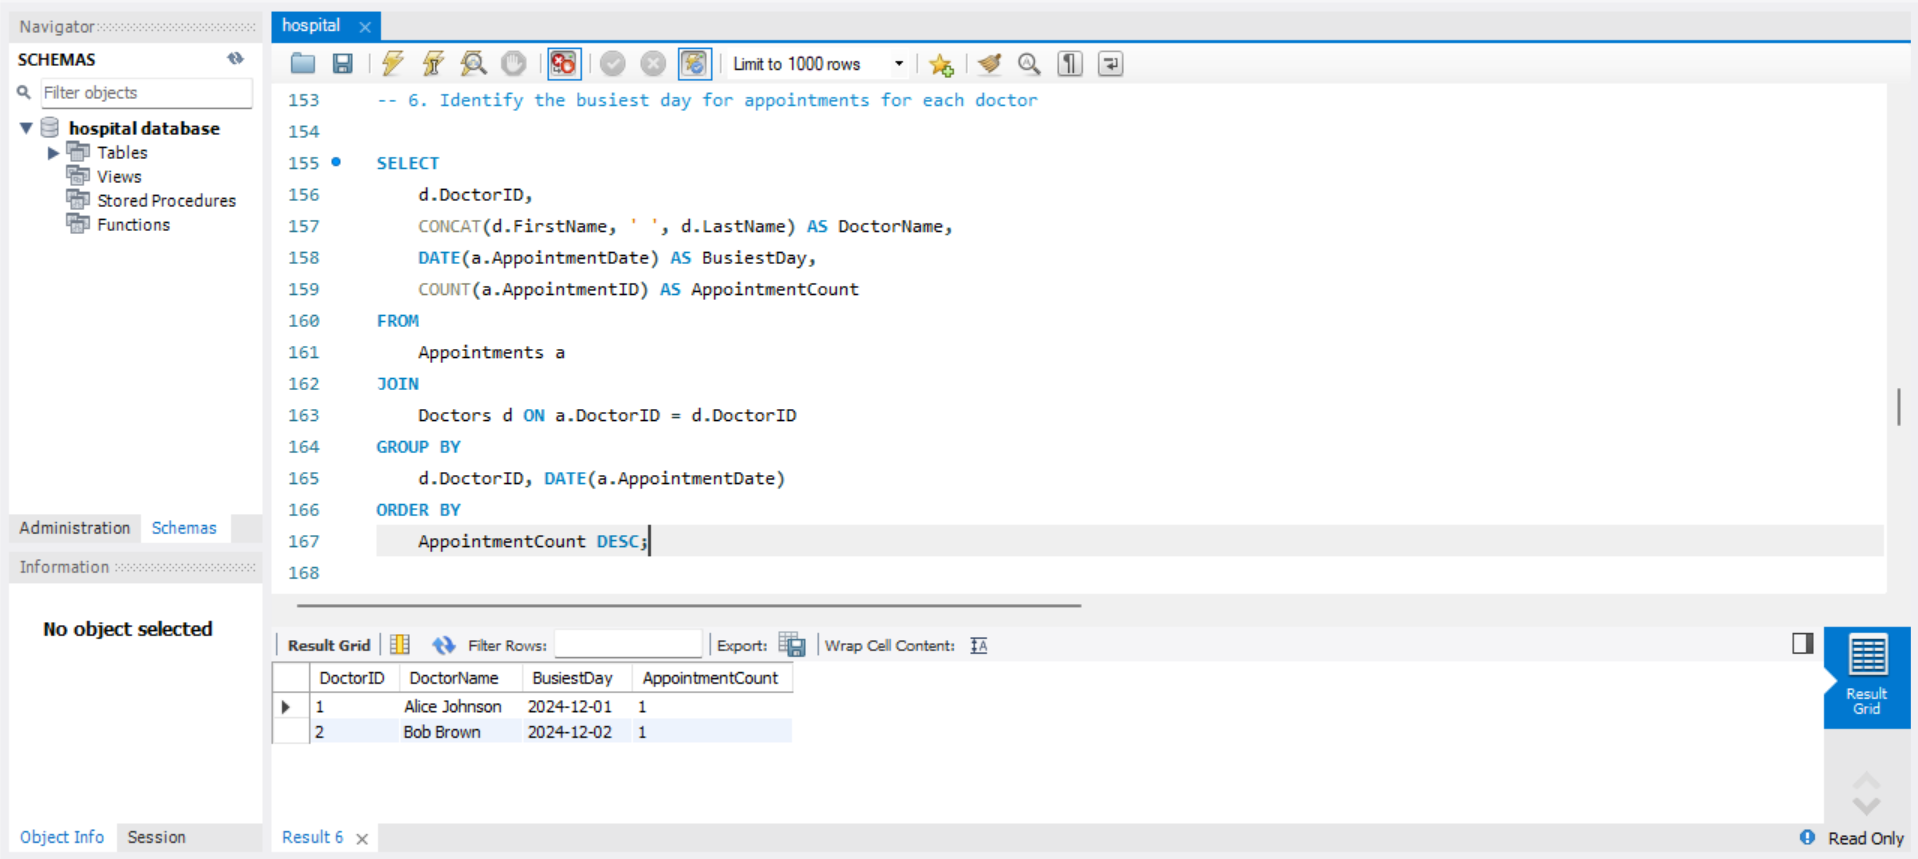 Navigator
SCHEMAS
Filter objects
hospital database
Tables
Views
Stored Procedures
Functions
Administration Schemas
Information
No object selected
Object Info Session
hospital
Limit to 1000 rows
153 -- 6. Identify the busiest day for appointments for each doctor
154
155 SELECT
156 d.DoctorID,
157 CONCAT(d.FirstName, ' ', d.LastName) AS DoctorName,
158 DATE(a.AppointmentDate) AS BusiestDay,
159 COUNT(a.AppointmentID) AS AppointmentCount
160 FROM
161 Appointments a
162 JOIN
163 Doctors d ON a.DoctorID = d.DoctorID
164 GROUP BY
165 d.DoctorID, DATE(a.AppointmentDate)
166 ORDER BY
167 AppointmentCount DESC;
168
Result Grid Filter Rows: Export: Wrap Cell Content:
DoctorID DoctorName BusiestDay AppointmentCount
1 Alice Johnson 2024-12-01 1
2 Bob Brown 2024-12-02 1
Result
Grid
Result 6
Read Only